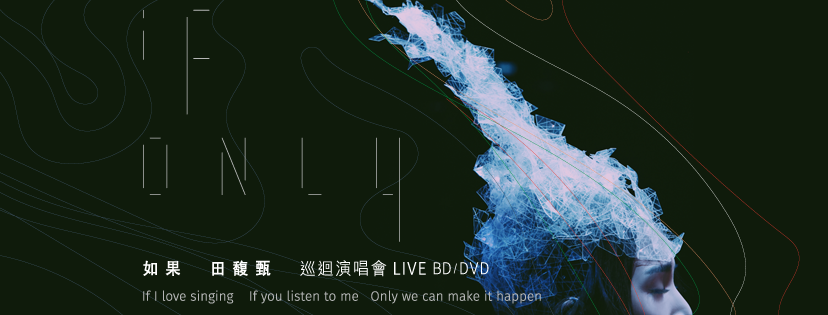 IF
ONLY
如果 田馥甄 巡迴演唱會 LIVE BD/DVD
If I love singing If you listen to me Only we can make it happen